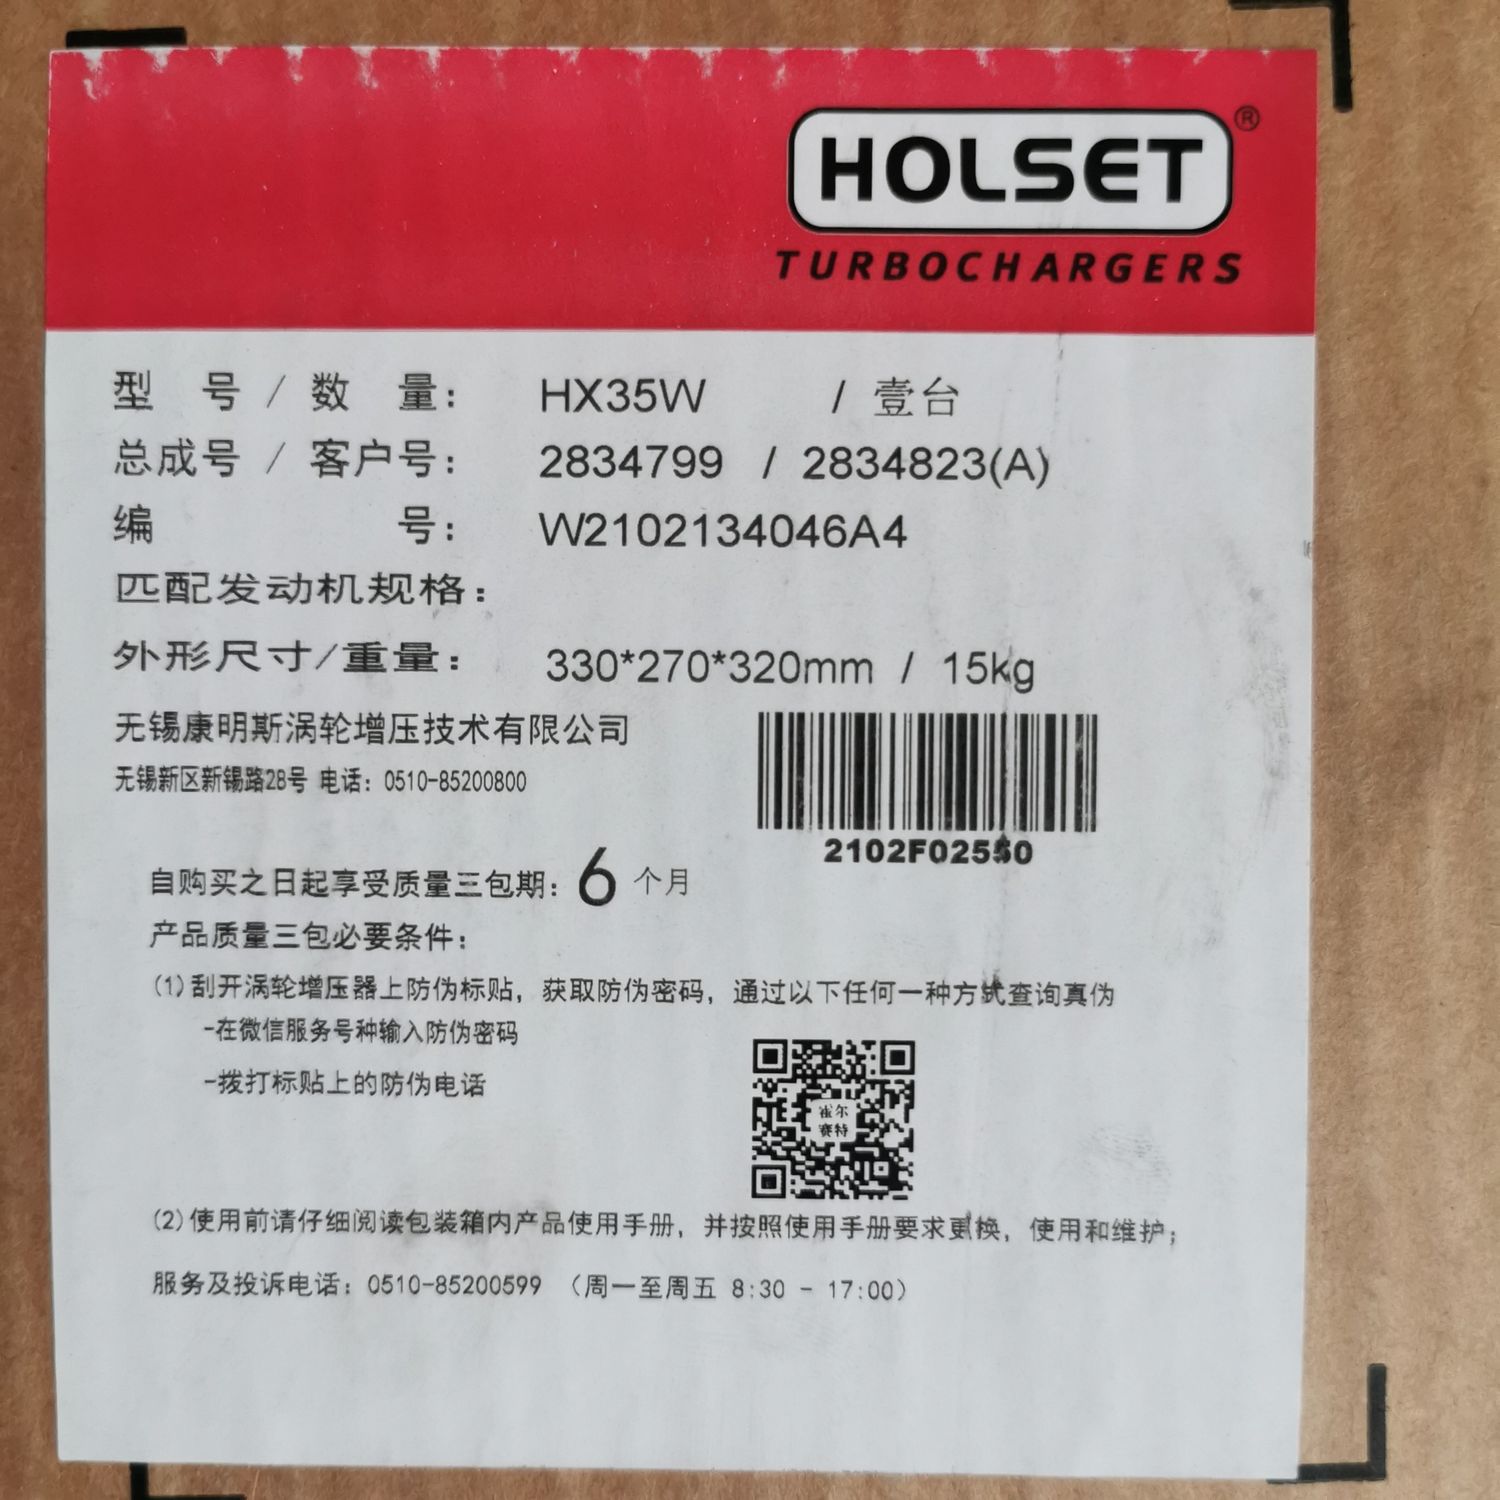 HOLSET®
TURBOCHARGERS
型 号 / 数 量： HX35W / 壹台
总成号 / 客户号： 2834799 / 2834823(A)
编 号： W2102134046A4
匹配发动机规格：
外形尺寸/重量： 330*270*320mm / 15kg
无锡康明斯涡轮增压技术有限公司
无锡新区新锡路28号 电话：0510-85200800
2102F02550
自购买之日起享受质量三包期：6 个月
产品质量三包必要条件：
(1)刮开涡轮增压器上防伪标贴，获取防伪密码，通过以下任何一种方式查询真伪
-在微信服务号种输入防伪密码
-拨打标贴上的防伪电话
霍尔
赛特
(2)使用前请仔细阅读包装箱内产品使用手册，并按照使用手册要求更换，使用和维护；
服务及投诉电话：0510-85200599 （周一至周五 8:30 - 17:00）